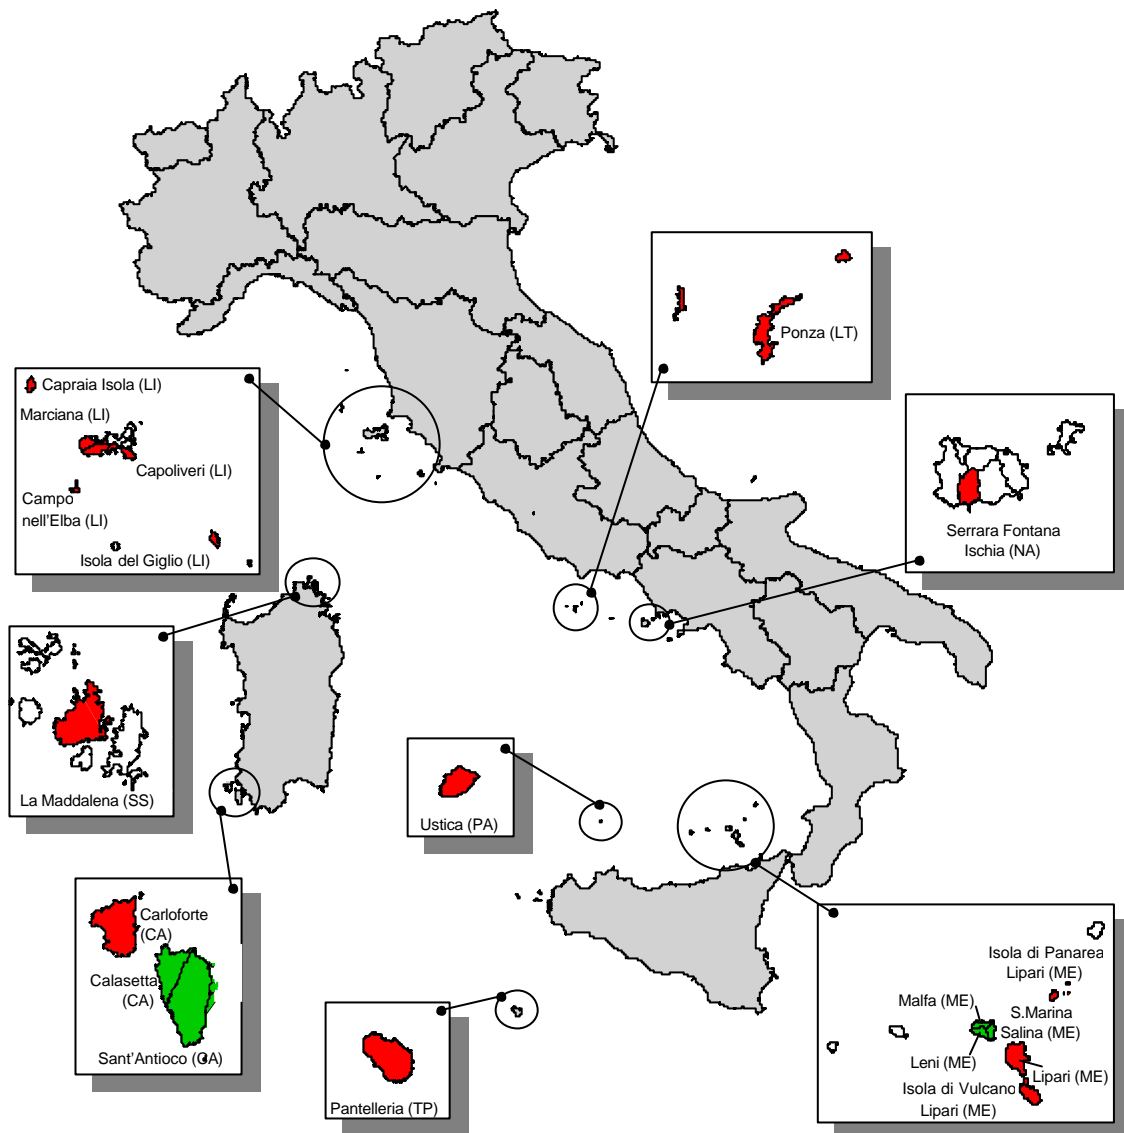 Ponza (LT)
Capraia Isola (LI)
Marciana (LI)
Capoliveri (LI)
Campo
nell'Elba (LI)
Isola del Giglio (LI)
Serrara Fontana
Ischia (NA)
La Maddalena (SS)
Ustica (PA)
Carloforte
(CA)
Calasetta
(CA)
Sant'Antioco (CA)
Pantelleria (TP)
Isola di Panarea
Lipari (ME)
Malfa (ME)
S.Marina
Salina (ME)
Leni (ME)
Lipari (ME)
Isola di Vulcano
Lipari (ME)